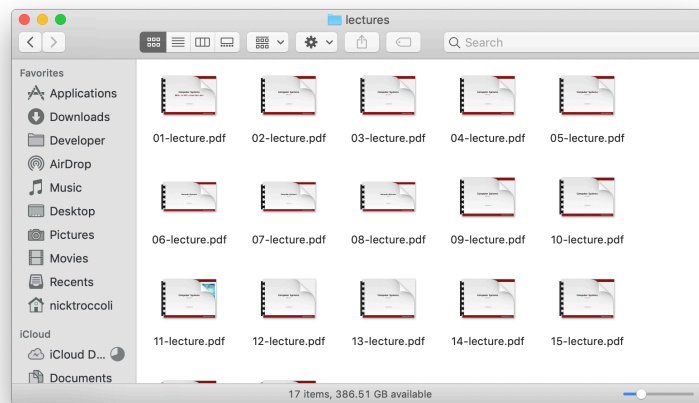 lectures
Search
Favorites
Applications
Downloads
Developer
AirDrop
Music
Desktop
Pictures
Movies
Recents
nicktroccoli
iCloud
iCloud D...
Documents
01-lecture.pdf 02-lecture.pdf 03-lecture.pdf 04-lecture.pdf 05-lecture.pdf
06-lecture.pdf 07-lecture.pdf 08-lecture.pdf 09-lecture.pdf 10-lecture.pdf
11-lecture.pdf 12-lecture.pdf 13-lecture.pdf 14-lecture.pdf 15-lecture.pdf
17 items, 386.51 GB available